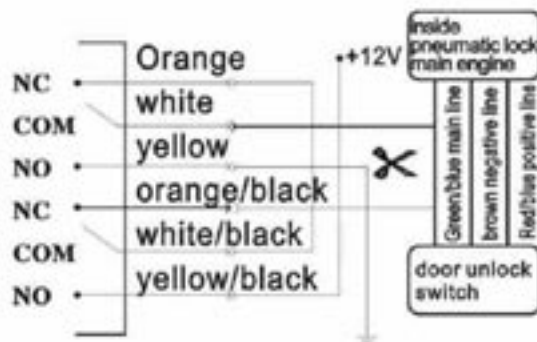 NC
COM
NO
NC
COM
NO
Orange
white
yellow
orange/black
white/black
yellow/black
+12V
inside
pneumatic lock
main engine
Green/blue main line
brown negative line
Red/blue positive line
door unlock
switch